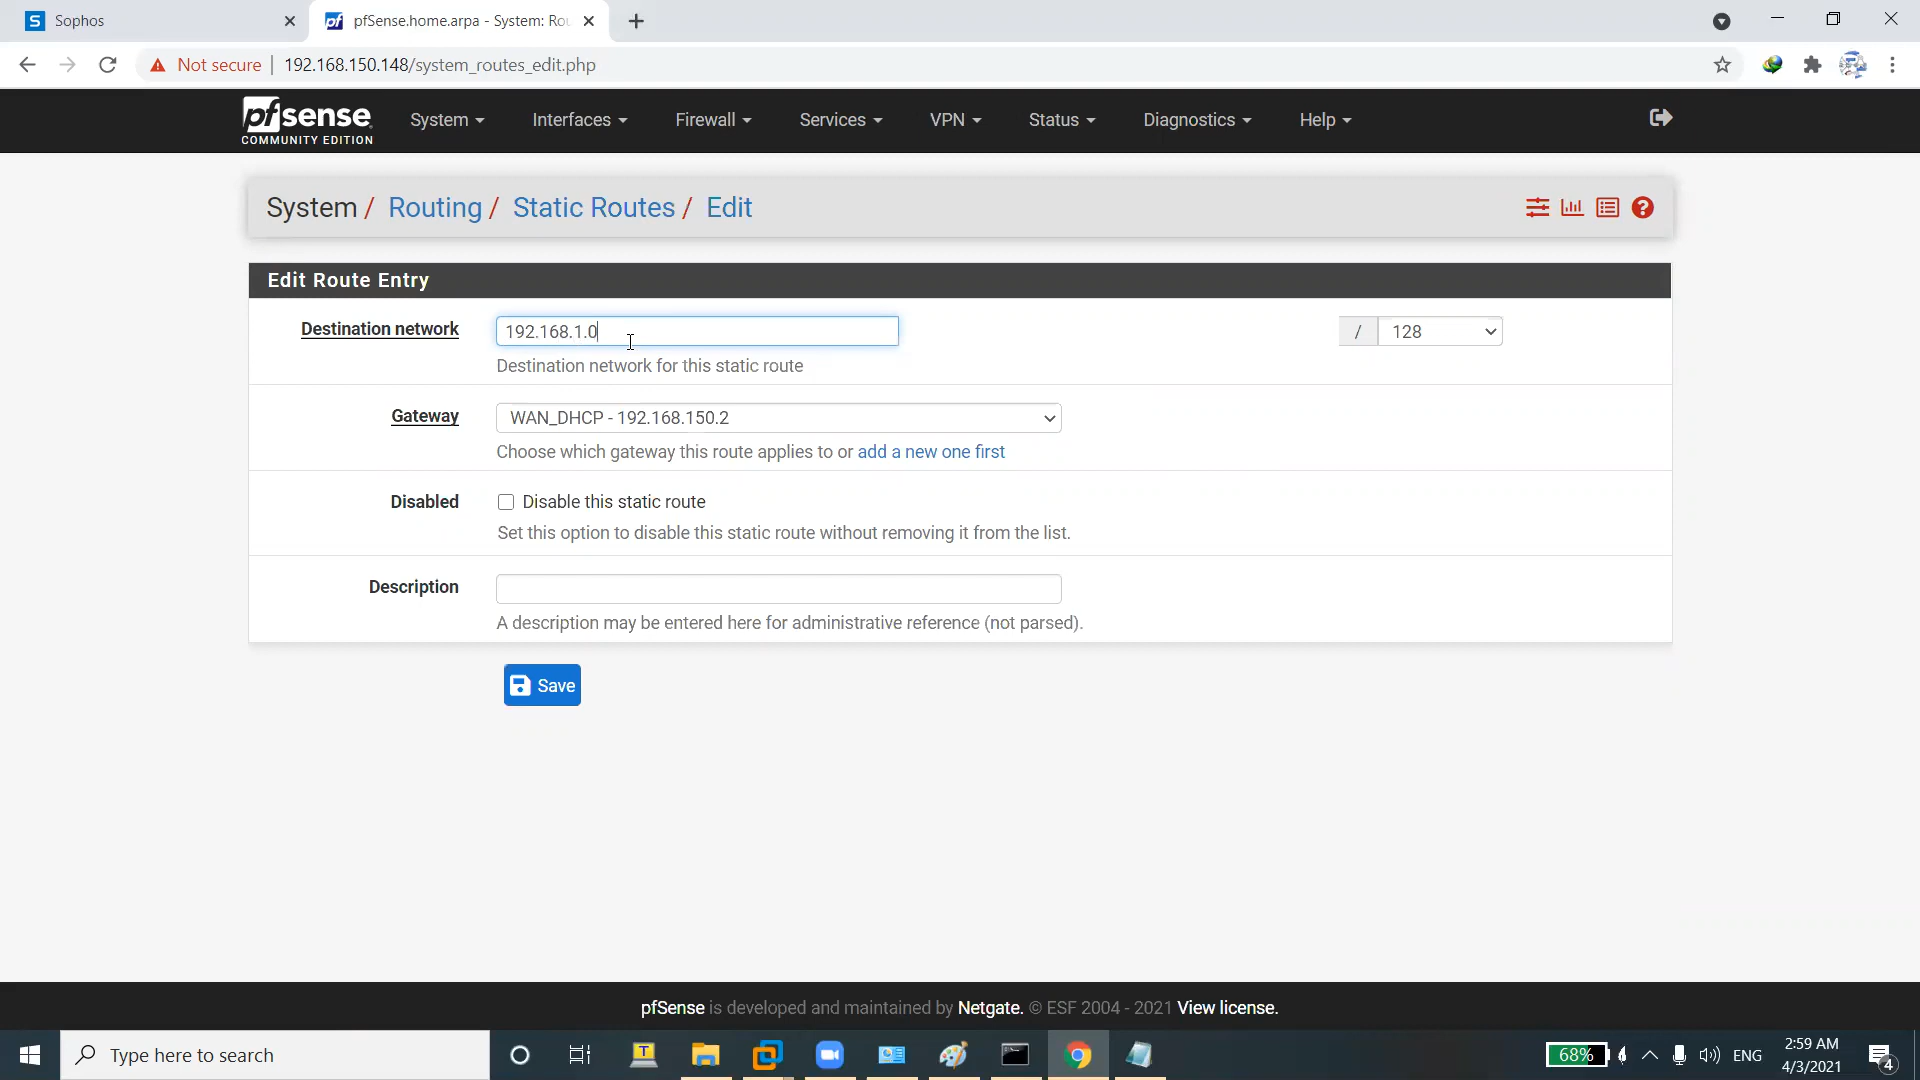 Sophos
pfSense.home.arpa - System: Rou
Not secure
192.168.150.148/system_routes_edit.php
pfsense
COMMUNITY EDITION
System
Interfaces
Firewall
Services
VPN
Status
Diagnostics
Help
System / Routing / Static Routes / Edit
Edit Route Entry
Destination network
192.168.1.0
/
128
Destination network for this static route
Gateway
WAN_DHCP - 192.168.150.2
Choose which gateway this route applies to or add a new one first
Disabled
Disable this static route
Set this option to disable this static route without removing it from the list.
Description
A description may be entered here for administrative reference (not parsed).
Save
pfSense is developed and maintained by Netgate. © ESF 2004 - 2021 View license.
Type here to search
68%
ENG
2:59 AM
4/3/2021
4